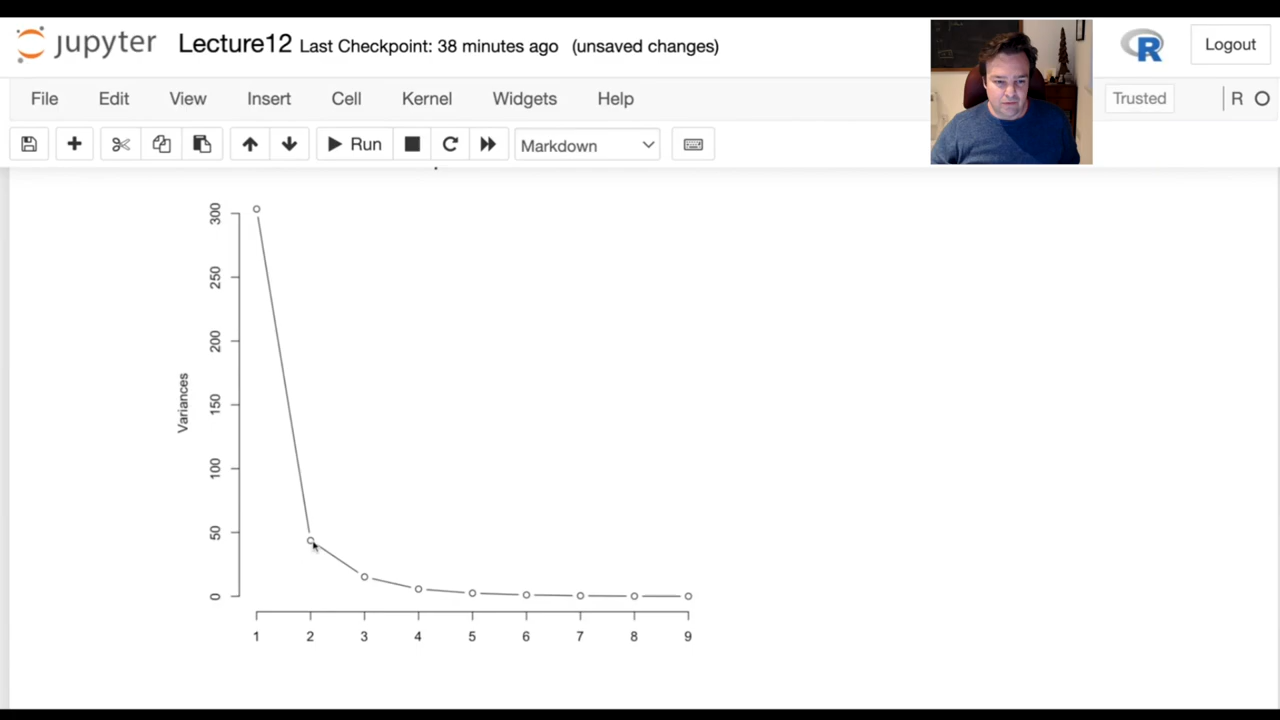 jupyter Lecture12 Last Checkpoint: 38 minutes ago (unsaved changes) R Logout
File Edit View Insert Cell Kernel Widgets Help Trusted R
Run Markdown
300
250
200
150
100
50
0
Variances
1 2 3 4 5 6 7 8 9